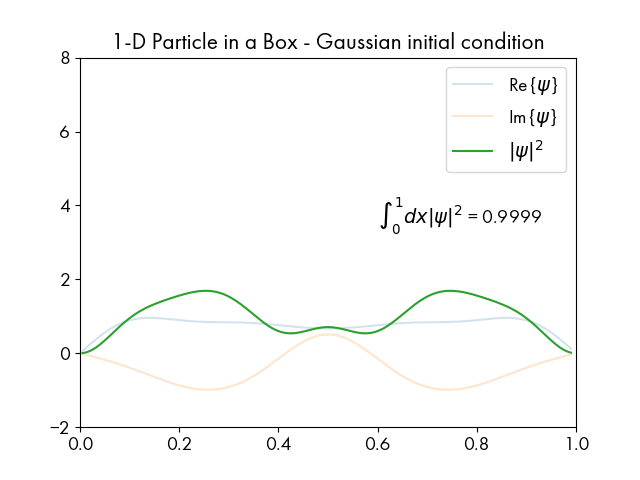 1-D Particle in a Box - Gaussian initial condition
8
6
4
2
0
−2
0.0 0.2 0.4 0.6 0.8 1.0
Re{ψ}
Im{ψ}
|ψ|²
∫₀¹dx|ψ|² = 0.9999